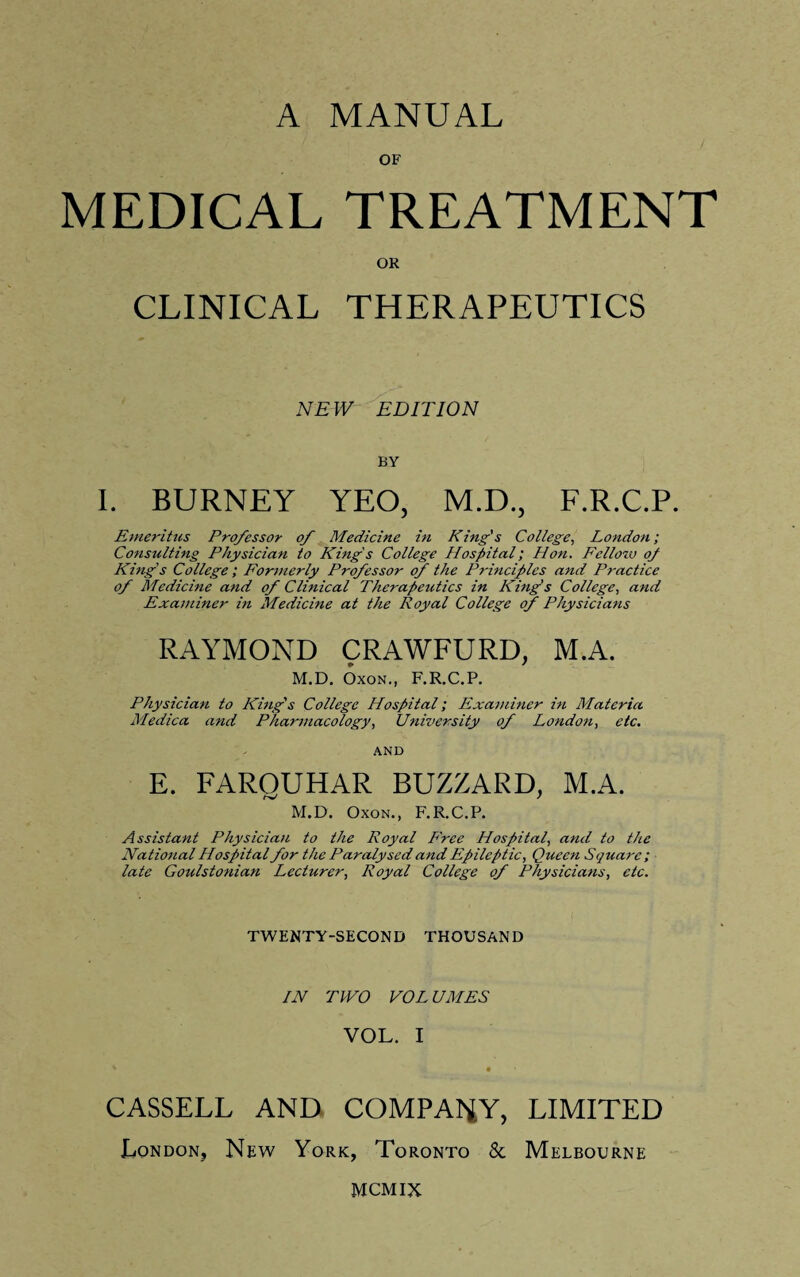 A MANUAL
OF
MEDICAL TREATMENT
OR
CLINICAL THERAPEUTICS
NEW EDITION
BY
I. BURNEY YEO, M.D., F.R.C.P.
Emeritus Professor of Medicine in King's College, London;
Consulting Physician to King's College Hospital; Hon. Fellow of
King's College; Formerly Professor of the Principles and Practice
of Medicine and of Clinical Therapeutics in King's College, and
Examiner in Medicine at the Royal College of Physicians
RAYMOND CRAWFURD, M.A.
M.D. OXON., F.R.C.P.
Physician to King's College Hospital; Examiner in Materia
Medica and Pharmacology, University of London, etc.
AND
E. FARQUHAR BUZZARD, M.A.
M.D. OXON., F.R.C.P.
Assistant Physician to the Royal Free Hospital, and to the
National Hospital for the Paralysed and Epileptic, Queen Square;
late Goulstonian Lecturer, Royal College of Physicians, etc.
TWENTY-SECOND THOUSAND
IN TWO VOLUMES
VOL. I
CASSELL AND COMPANY, LIMITED
LONDON, NEW YORK, TORONTO & MELBOURNE
MCMIX